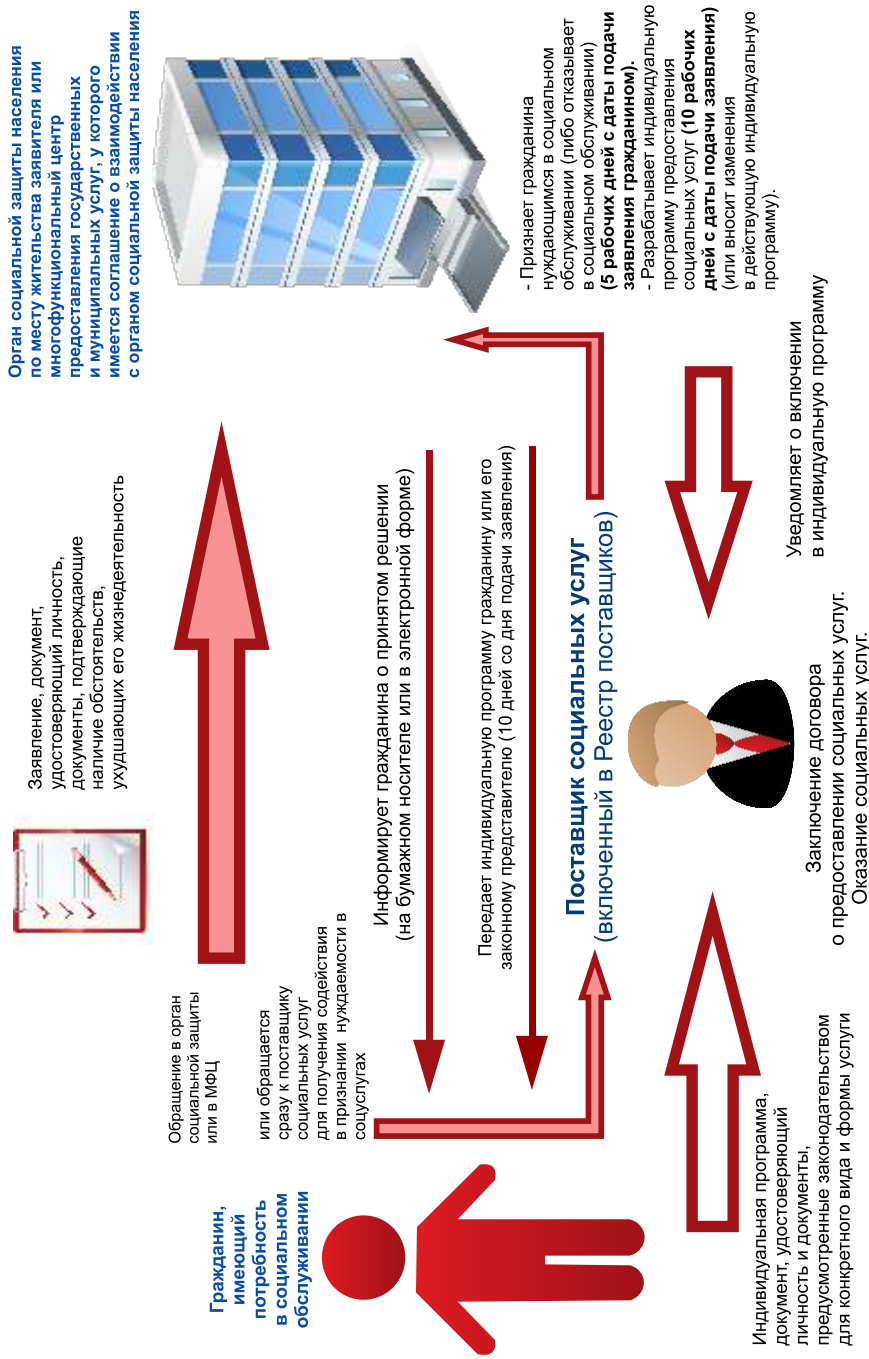 Орган социальной защиты населения
по месту жительства заявителя или
многофункциональный центр
предоставления государственных
и муниципальных услуг, у которого
имеется соглашение о взаимодействии
с органом социальной защиты населения
Заявление, документ,
удостоверяющий личность,
документы, подтверждающие
наличие обстоятельств,
ухудшающих его жизнедеятельность
Обращение в орган
социальной защиты
или в МФЦ
или обращается
сразу к поставщику
социальных услуг
для получения содействия
в признании нуждаемости в
соцуслугах
Гражданин,
имеющий
потребность
в социальном
обслуживании
Информирует гражданина о принятом решении
(на бумажном носителе или в электронной форме)
Передает индивидуальную программу гражданину или его
законному представителю (10 дней со дня подачи заявления)
- Признает гражданина
нуждающимся в социальном
обслуживании (либо отказывает
в социальном обслуживании)
(5 рабочих дней с даты подачи
заявления гражданином).
- Разрабатывает индивидуальную
программу предоставления
социальных услуг (10 рабочих
дней с даты подачи заявления)
(или вносит изменения
в действующую индивидуальную
программу).
Поставщик социальных услуг
(включенный в Реестр поставщиков)
Уведомляет о включении
в индивидуальную программу
Заключение договора
о предоставлении социальных услуг.
Оказание социальных услуг.
Индивидуальная программа,
документ, удостоверяющий
личность и документы,
предусмотренные законодательством
для конкретного вида и формы услуги